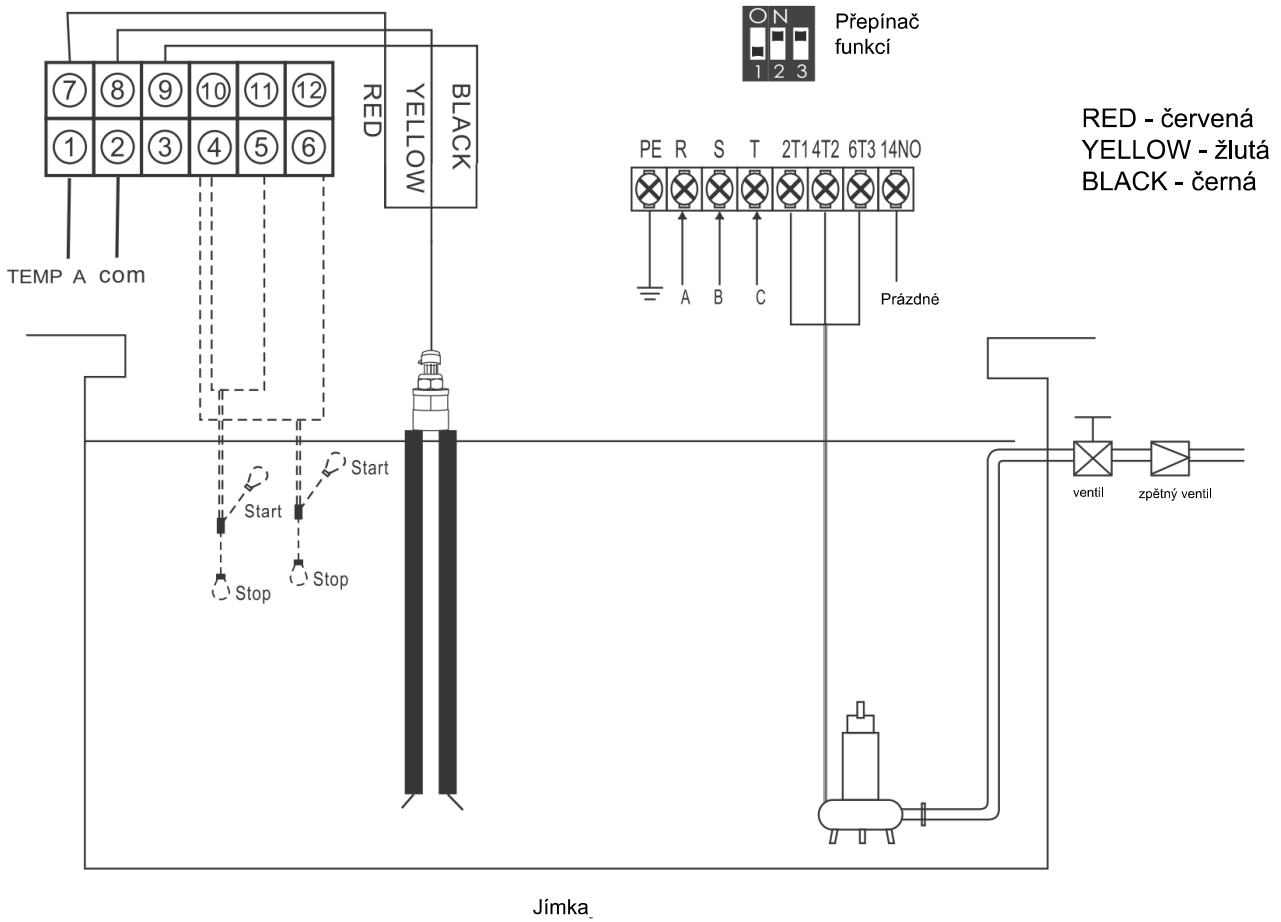 ON
1 2 3
Přepínač
funkcí
7 8 9 10 11 12
1 2 3 4 5 6
RED
YELLOW
BLACK
RED - červená
YELLOW - žlutá
BLACK - černá
PE R S T 2T1 4T2 6T3 14NO
TEMP A com
A B C Prázdné
Start
Start
Stop
Stop
ventil
zpětný ventil
Jímka